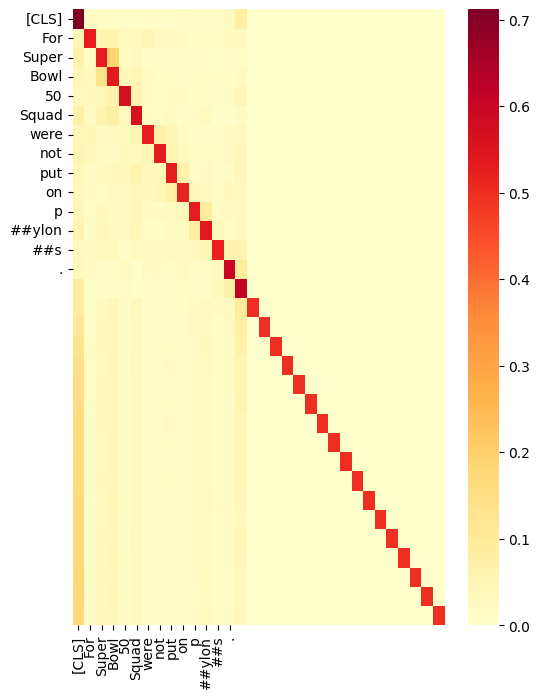 [CLS]
For
Super
Bowl
50
Squad
were
not
put
on
p
##ylon
##s
.
0.7
0.6
0.5
0.4
0.3
0.2
0.1
0.0
[CLS]
For
Super
Bowl
50
Squad
were
not
put
on
p
##ylon
##s
.